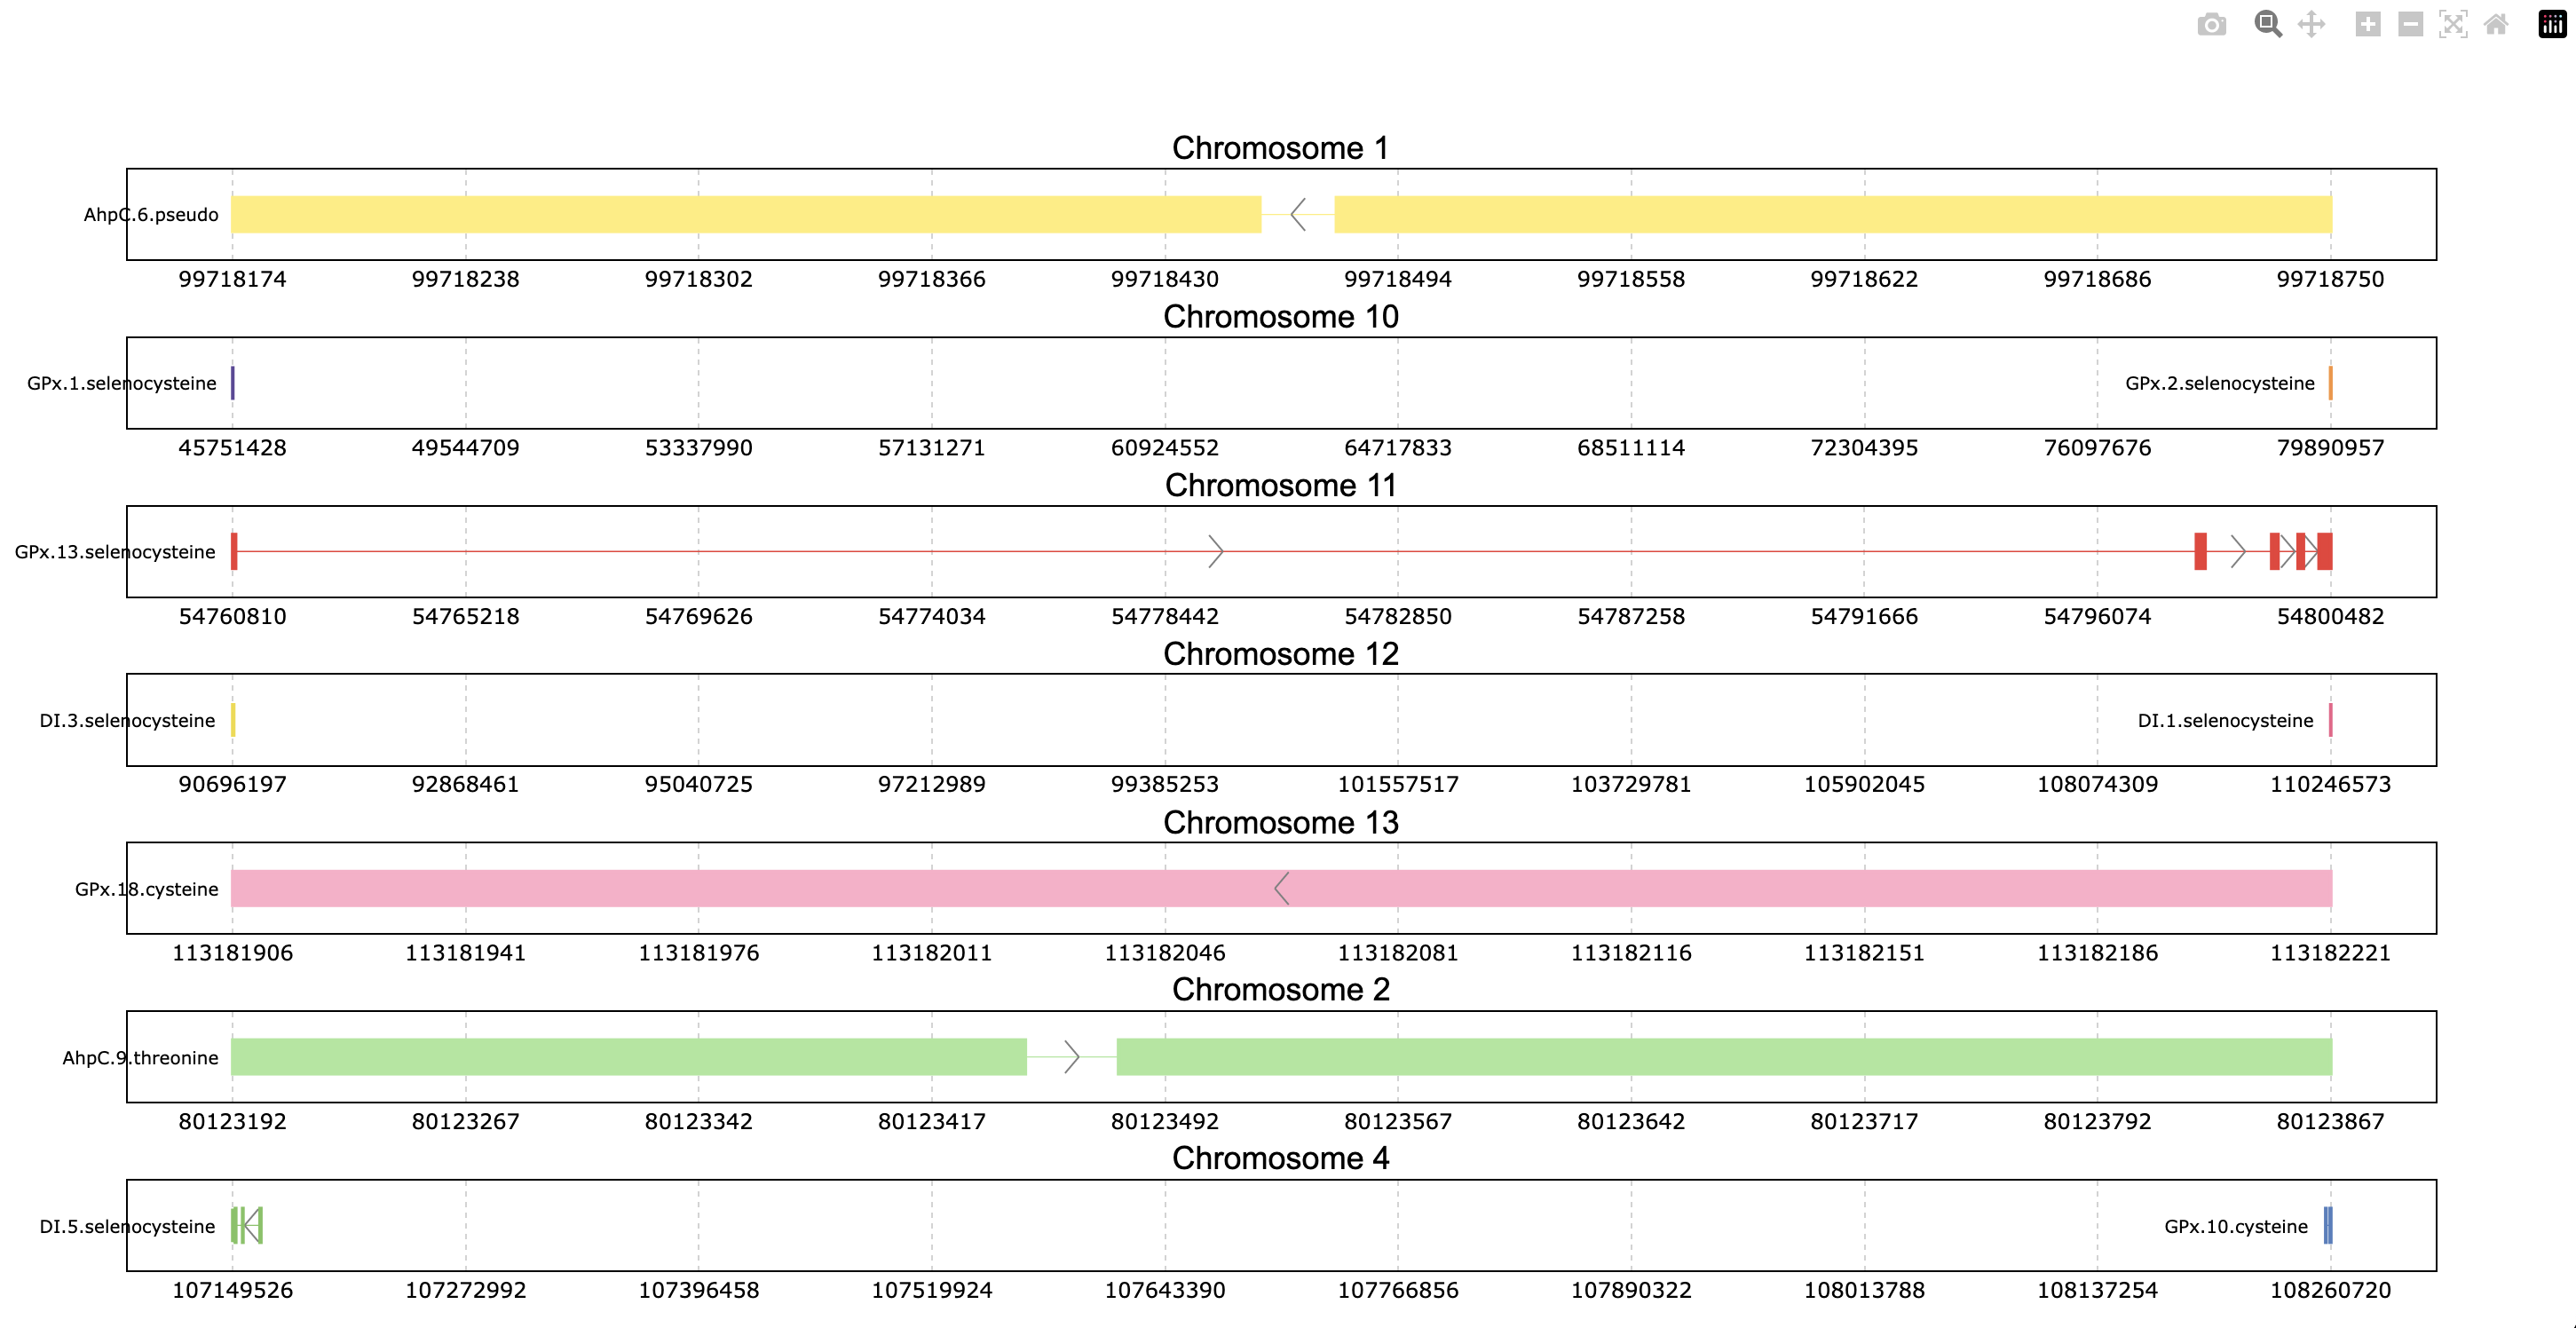 Chromosome 1
AhpC.6.pseudo
99718174 99718238 99718302 99718366 99718430 99718494 99718558 99718622 99718686 99718750
Chromosome 10
GPx.1.selenocysteine GPx.2.selenocysteine
45751428 49544709 53337990 57131271 60924552 64717833 68511114 72304395 76097676 79890957
Chromosome 11
GPx.13.selenocysteine
54760810 54765218 54769626 54774034 54778442 54782850 54787258 54791666 54796074 54800482
Chromosome 12
DI.3.selenocysteine DI.1.selenocysteine
90696197 92868461 95040725 97212989 99385253 101557517 103729781 105902045 108074309 110246573
Chromosome 13
GPx.18.cysteine
113181906 113181941 113181976 113182011 113182046 113182081 113182116 113182151 113182186 113182221
Chromosome 2
AhpC.9.threonine
80123192 80123267 80123342 80123417 80123492 80123567 80123642 80123717 80123792 80123867
Chromosome 4
DI.5.selenocysteine GPx.10.cysteine
107149526 107272992 107396458 107519924 107643390 107766856 107890322 108013788 108137254 108260720